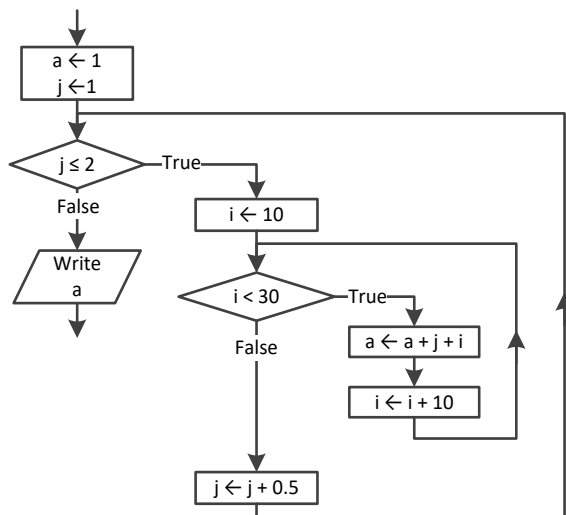 a ← 1
j ←1
j ≤ 2
True
False
i ← 10
Write
a
i < 30
True
False
a ← a + j + i
i ← i + 10
j ← j + 0.5